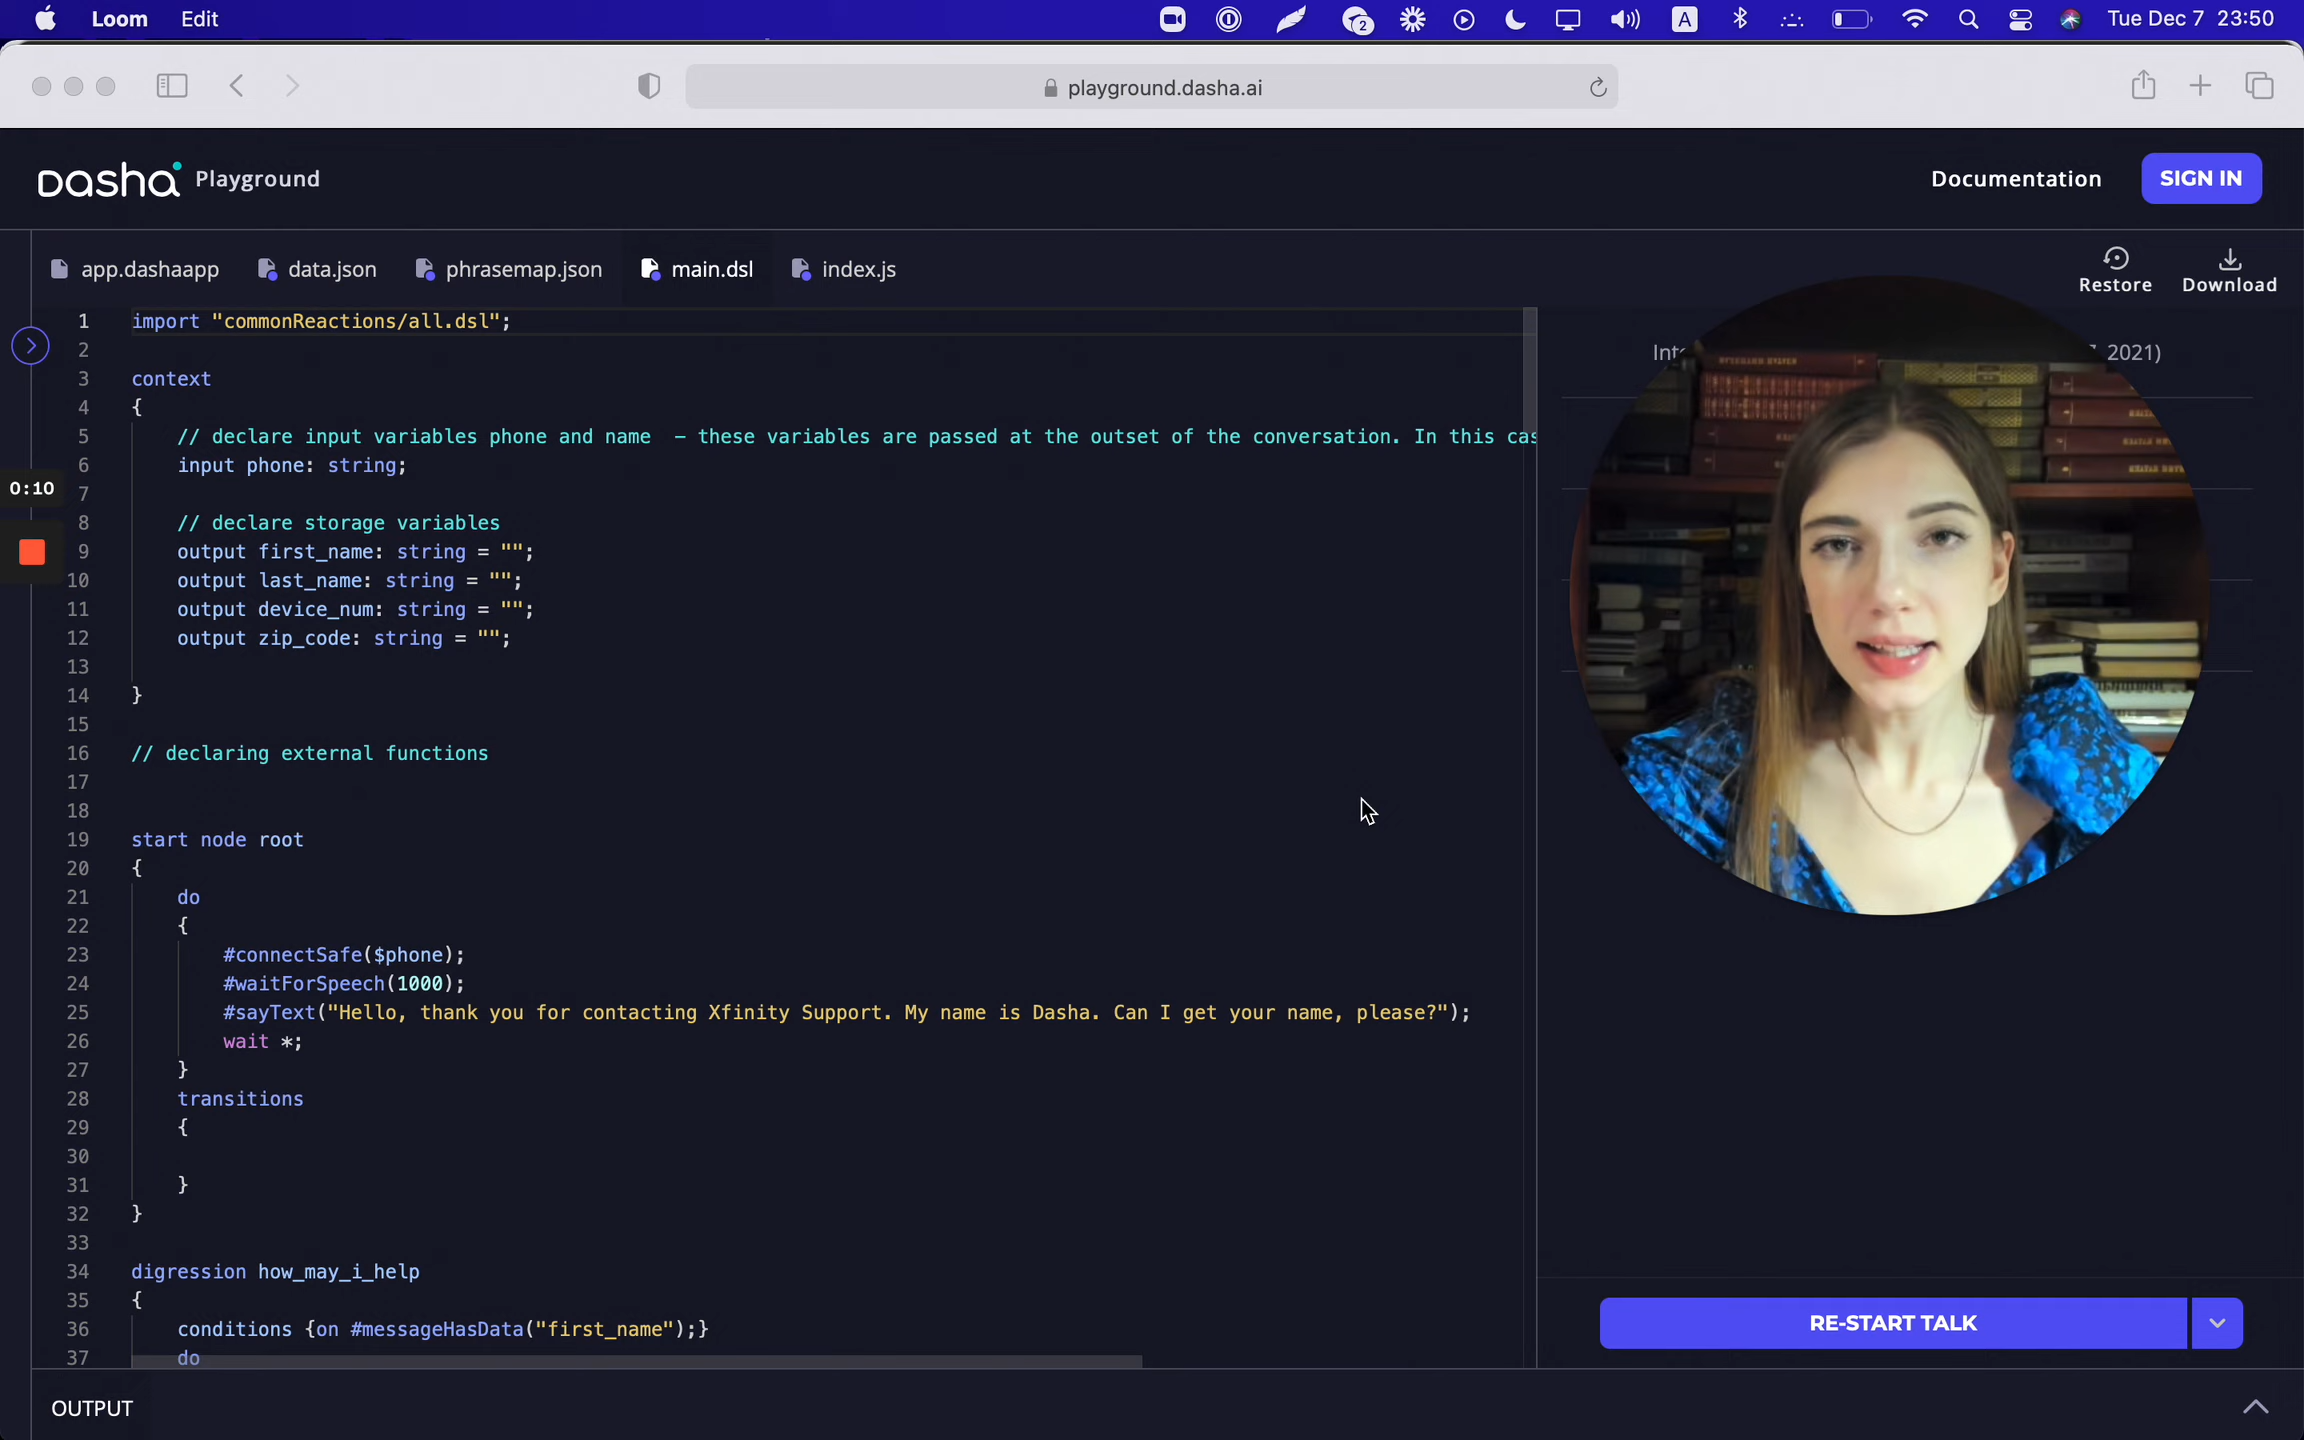 Loom Edit
2
A
Tue Dec 7 23:50
playground.dasha.ai
Dasha Playground
Documentation
SIGN IN
app.dashaapp
data.json
phrasemap.json
main.dsl
index.js
Restore
Download
1 import "commonReactions/all.dsl";
2
3 context
4 {
5 // declare input variables phone and name – these variables are passed at the outset of the conversation. In this cas
6 input phone: string;
7
8 // declare storage variables
9 output first_name: string = "";
10 output last_name: string = "";
11 output device_num: string = "";
12 output zip_code: string = "";
13
14 }
15
16 // declaring external functions
17
18
19 start node root
20 {
21 do
22 {
23 #connectSafe($phone);
24 #waitForSpeech(1000);
25 #sayText("Hello, thank you for contacting Xfinity Support. My name is Dasha. Can I get your name, please?");
26 wait *;
27 }
28 transitions
29 {
30
31 }
32 }
33
34 digression how_may_i_help
35 {
36 conditions {on #messageHasData("first_name");}
37 do
0:10
2021)
RE-START TALK
OUTPUT